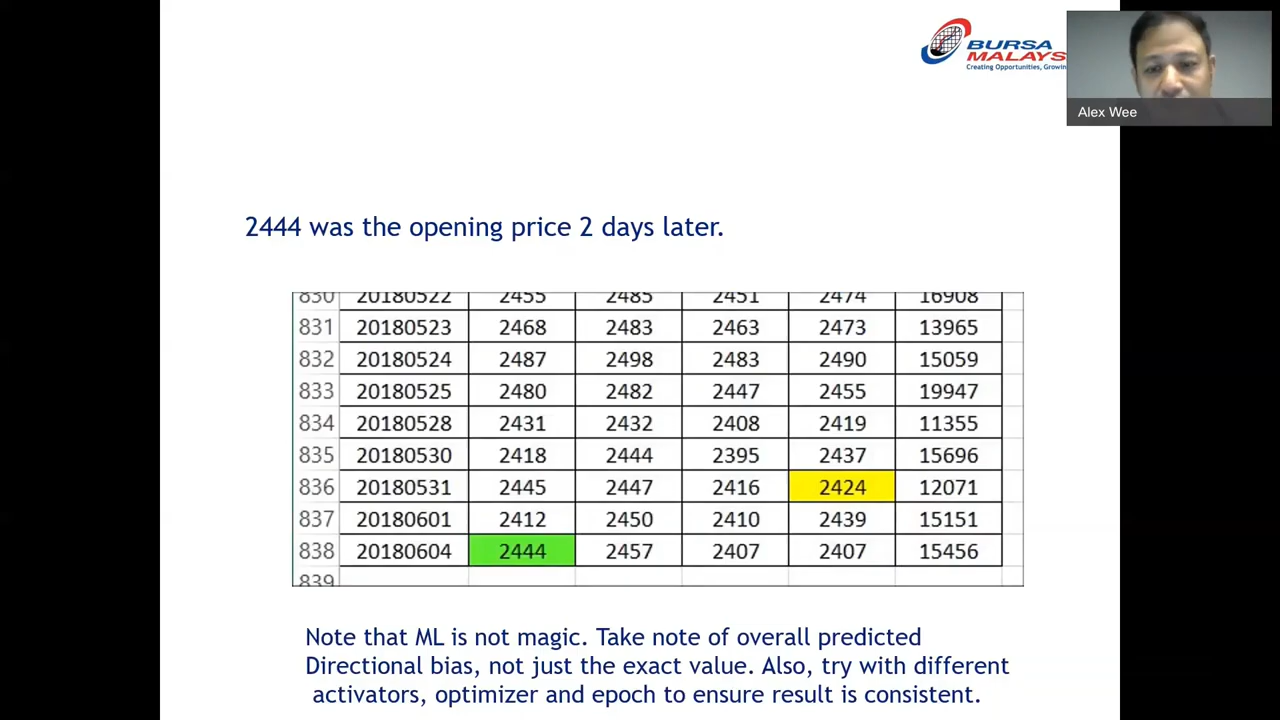 BURSA
MALAYS
Creating Opportunities, Growin
Alex Wee
2444 was the opening price 2 days later.
830 20180522 2455 2485 2451 2474 16908
831 20180523 2468 2483 2463 2473 13965
832 20180524 2487 2498 2483 2490 15059
833 20180525 2480 2482 2447 2455 19947
834 20180528 2431 2432 2408 2419 11355
835 20180530 2418 2444 2395 2437 15696
836 20180531 2445 2447 2416 2424 12071
837 20180601 2412 2450 2410 2439 15151
838 20180604 2444 2457 2407 2407 15456
839
Note that ML is not magic. Take note of overall predicted
Directional bias, not just the exact value. Also, try with different
activators, optimizer and epoch to ensure result is consistent.